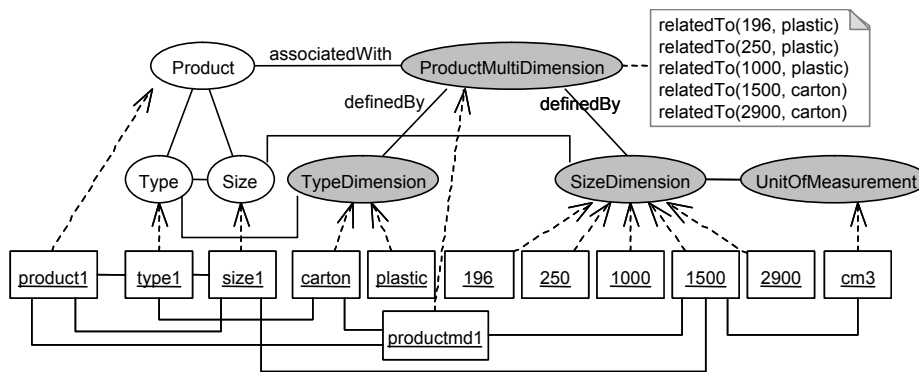 relatedTo(196, plastic)
relatedTo(250, plastic)
relatedTo(1000, plastic)
relatedTo(1500, carton)
relatedTo(2900, carton)
associatedWith
Product
ProductMultiDimension
definedBy
definedBy
Type
Size
TypeDimension
SizeDimension
UnitOfMeasurement
product1
type1
size1
carton
plastic
196
250
1000
1500
2900
cm3
productmd1